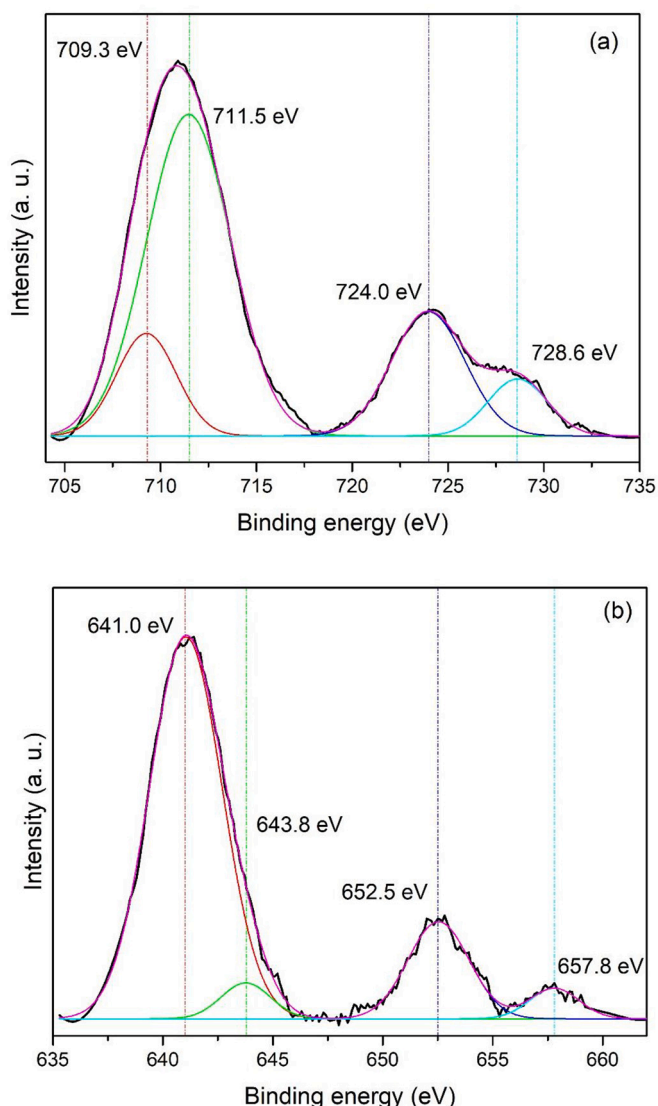 (a)
709.3 eV
711.5 eV
724.0 eV
728.6 eV
Intensity (a. u.)
705 710 715 720 725 730 735
Binding energy (eV)
(b)
641.0 eV
643.8 eV
652.5 eV
657.8 eV
Intensity (a. u.)
635 640 645 650 655 660
Binding energy (eV)